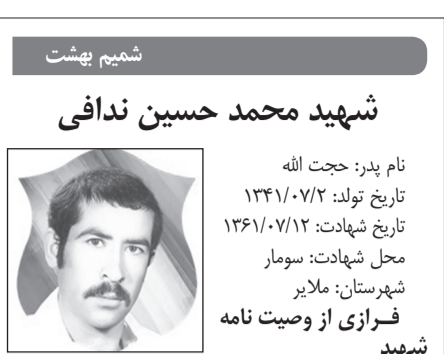 شمیم بهشت
شهید محمد حسین ندافی
نام پدر: حجت الله
تاریخ تولد: ۱۳۴۱/۰۷/۲
تاریخ شهادت: ۱۳۶۱/۰۷/۱۲
محل شهادت: سومار
شهرستان: ملایر
فــرازی از وصیت نامه
شهید